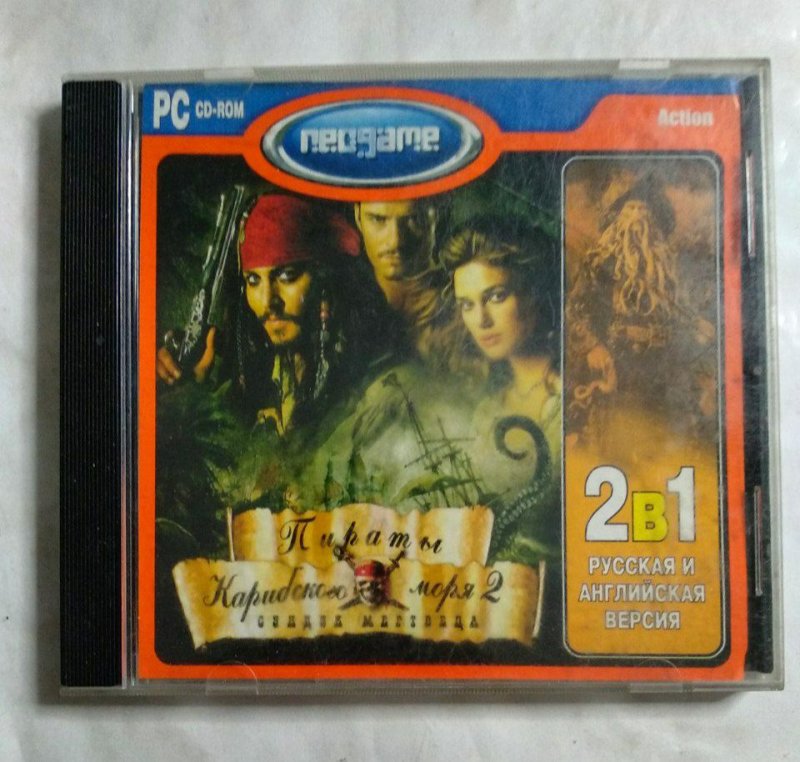 PC CD-ROM
neogame
Action
Пираты
Карибского моря 2
СУНДУК МЕРТВЕЦА
2в1
РУССКАЯ И
АНГЛИЙСКАЯ
ВЕРСИЯ